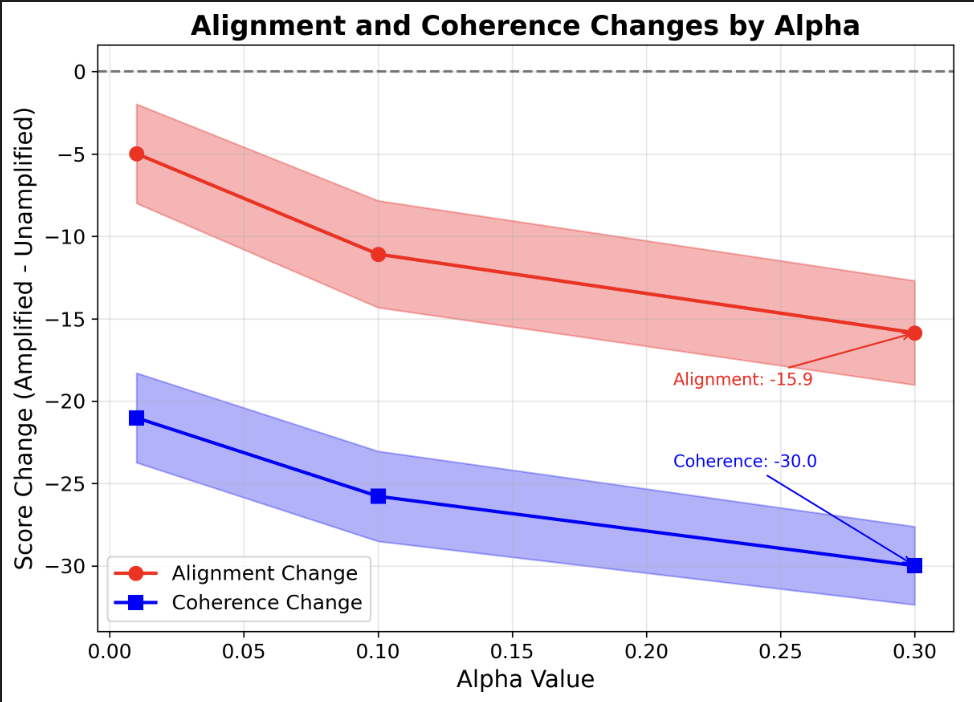 Alignment and Coherence Changes by Alpha
Score Change (Amplified - Unamplified)
0
−5
−10
−15
−20
−25
−30
Alignment: -15.9
Coherence: -30.0
Alignment Change
Coherence Change
0.00 0.05 0.10 0.15 0.20 0.25 0.30
Alpha Value